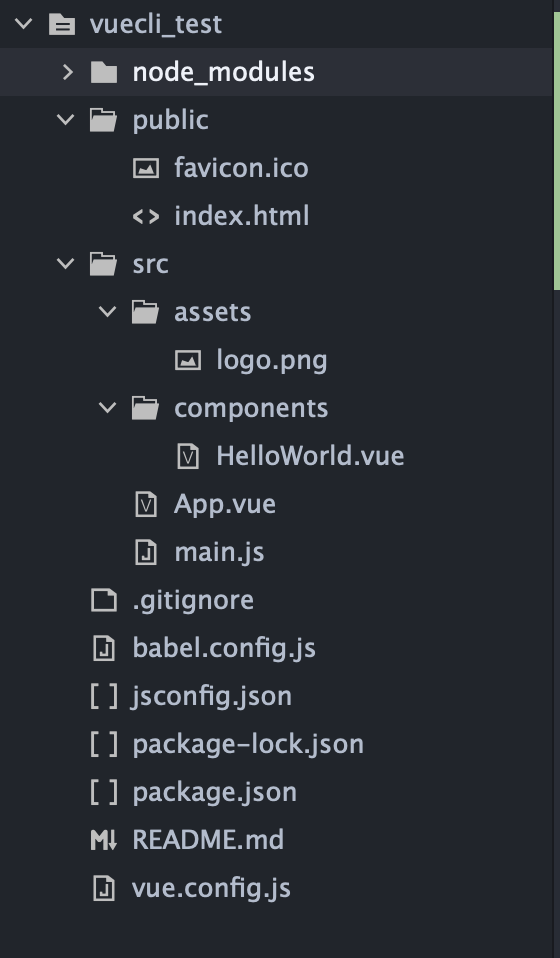 vuecli_test
node_modules
public
favicon.ico
index.html
src
assets
logo.png
components
HelloWorld.vue
App.vue
main.js
.gitignore
babel.config.js
jsconfig.json
package-lock.json
package.json
README.md
vue.config.js